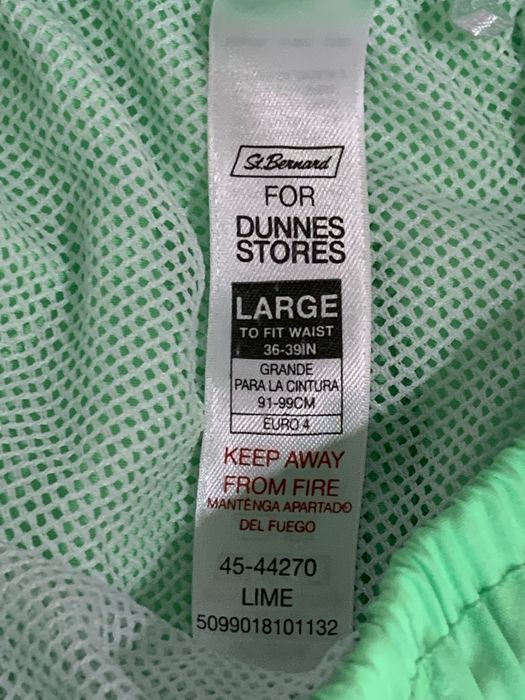 St.Bernard
FOR
DUNNES
STORES
LARGE
TO FIT WAIST
36-39IN
GRANDE
PARA LA CINTURA
91-99CM
EURO 4
KEEP AWAY
FROM FIRE
MANTENGA APARTADO
DEL FUEGO
45-44270
LIME
5099018101132